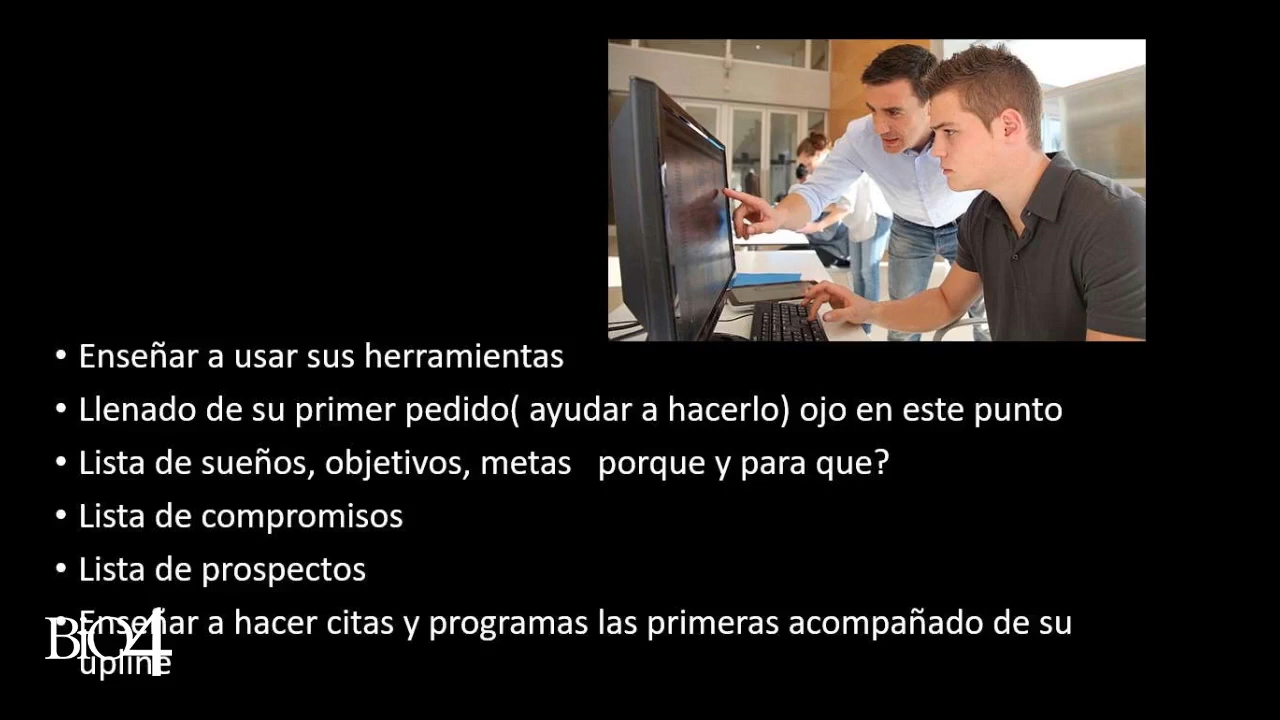 • Enseñar a usar sus herramientas
• Llenado de su primer pedido( ayudar a hacerlo) ojo en este punto
• Lista de sueños, objetivos, metas   porque y para que?
• Lista de compromisos
• Lista de prospectos
• Enseñar a hacer citas y programas las primeras acompañado de su
upline
BIO4